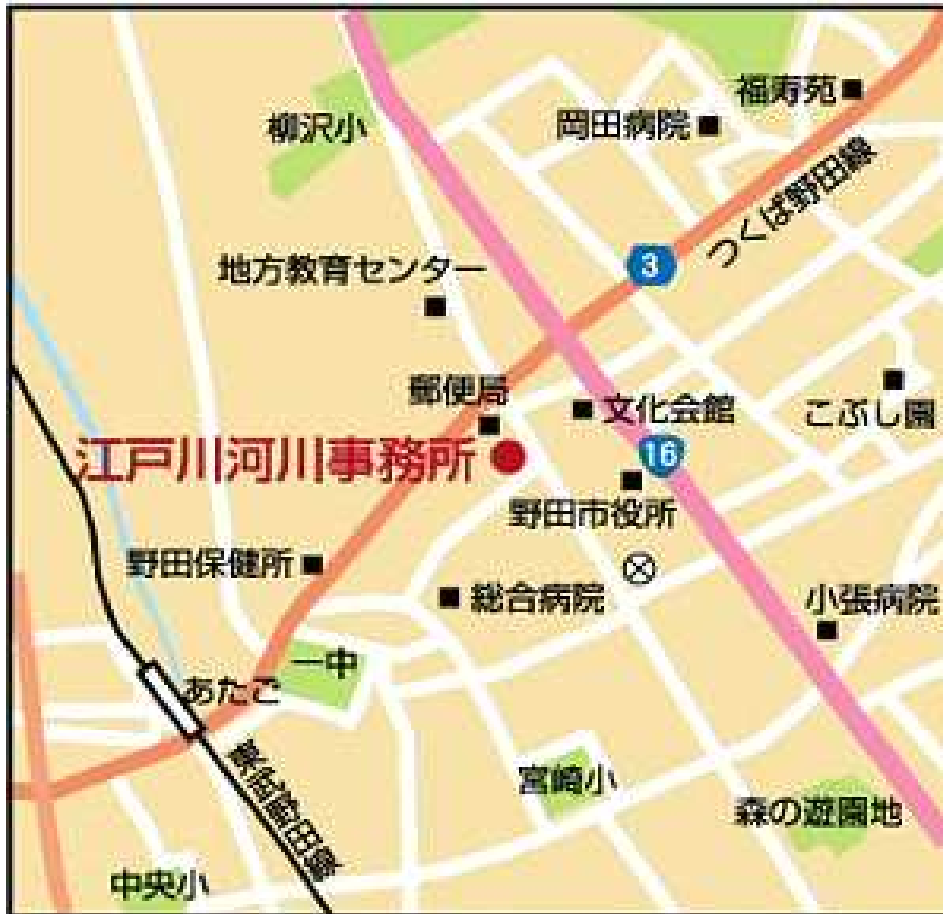 福寿苑
岡田病院
柳沢小
つくば野田線
3
地方教育センター
郵便局
文化会館
こぶし園
江戸川河川事務所
16
野田市役所
野田保健所
総合病院
小張病院
一中
あたご
東武野田線
宮崎小
森の遊園地
中央小